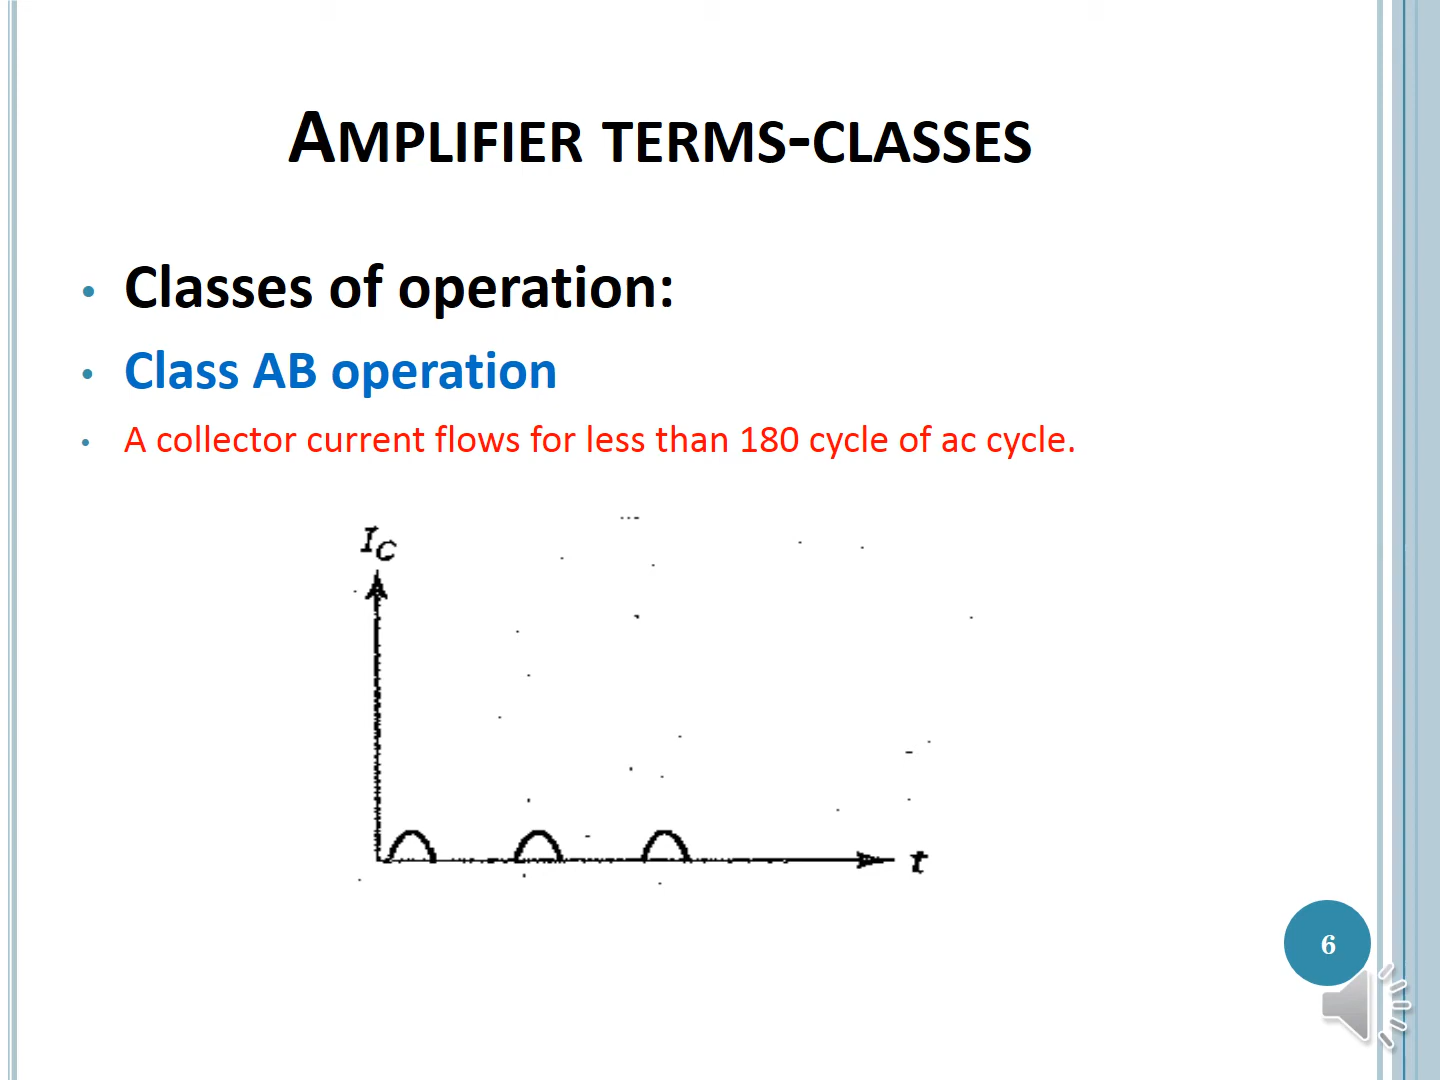 AMPLIFIER TERMS-CLASSES
• Classes of operation:
• Class AB operation
• A collector current flows for less than 180 cycle of ac cycle.
IC
t
6